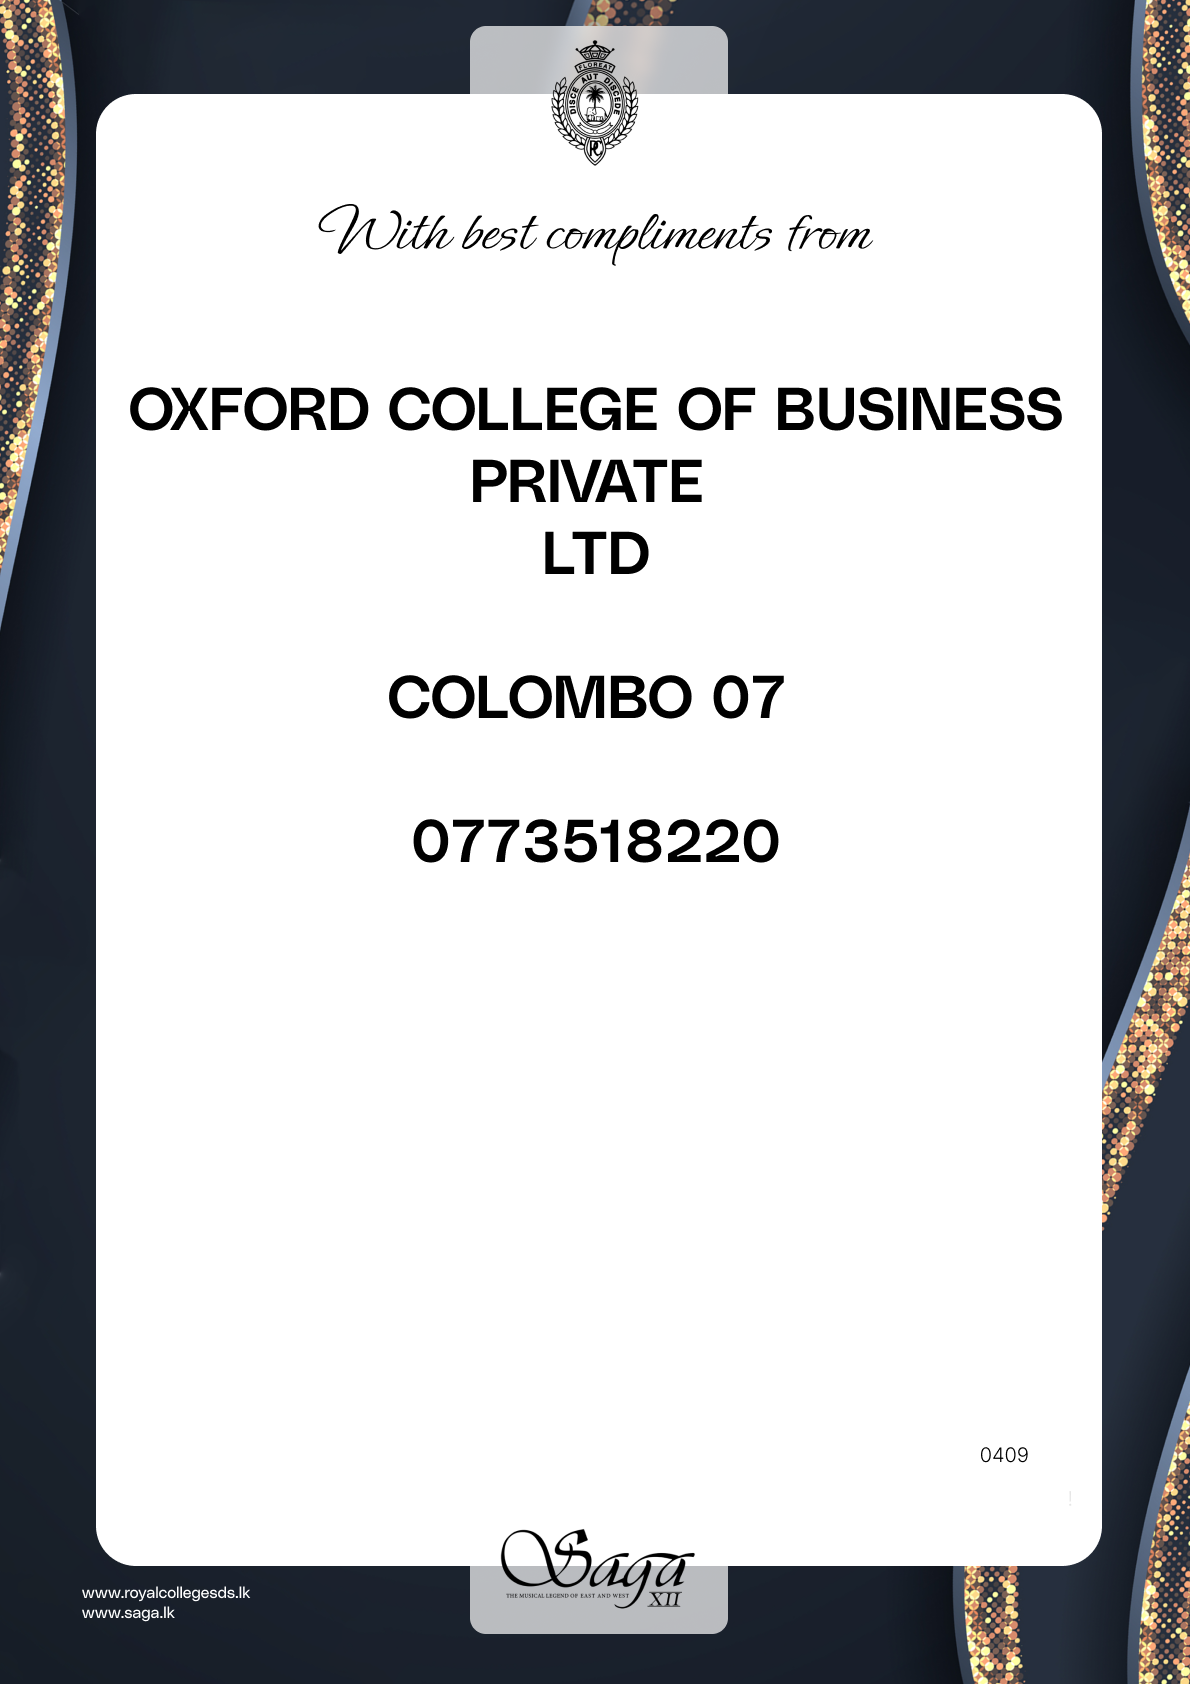 FLOREAT
DISCE AUT DISCEDE
RC
With best compliments from
OXFORD COLLEGE OF BUSINESS
PRIVATE
LTD
COLOMBO 07
0773518220
0409
Saga
THE MUSICAL LEGEND OF EAST AND WEST
XII
www.royalcollegesds.lk
www.saga.lk